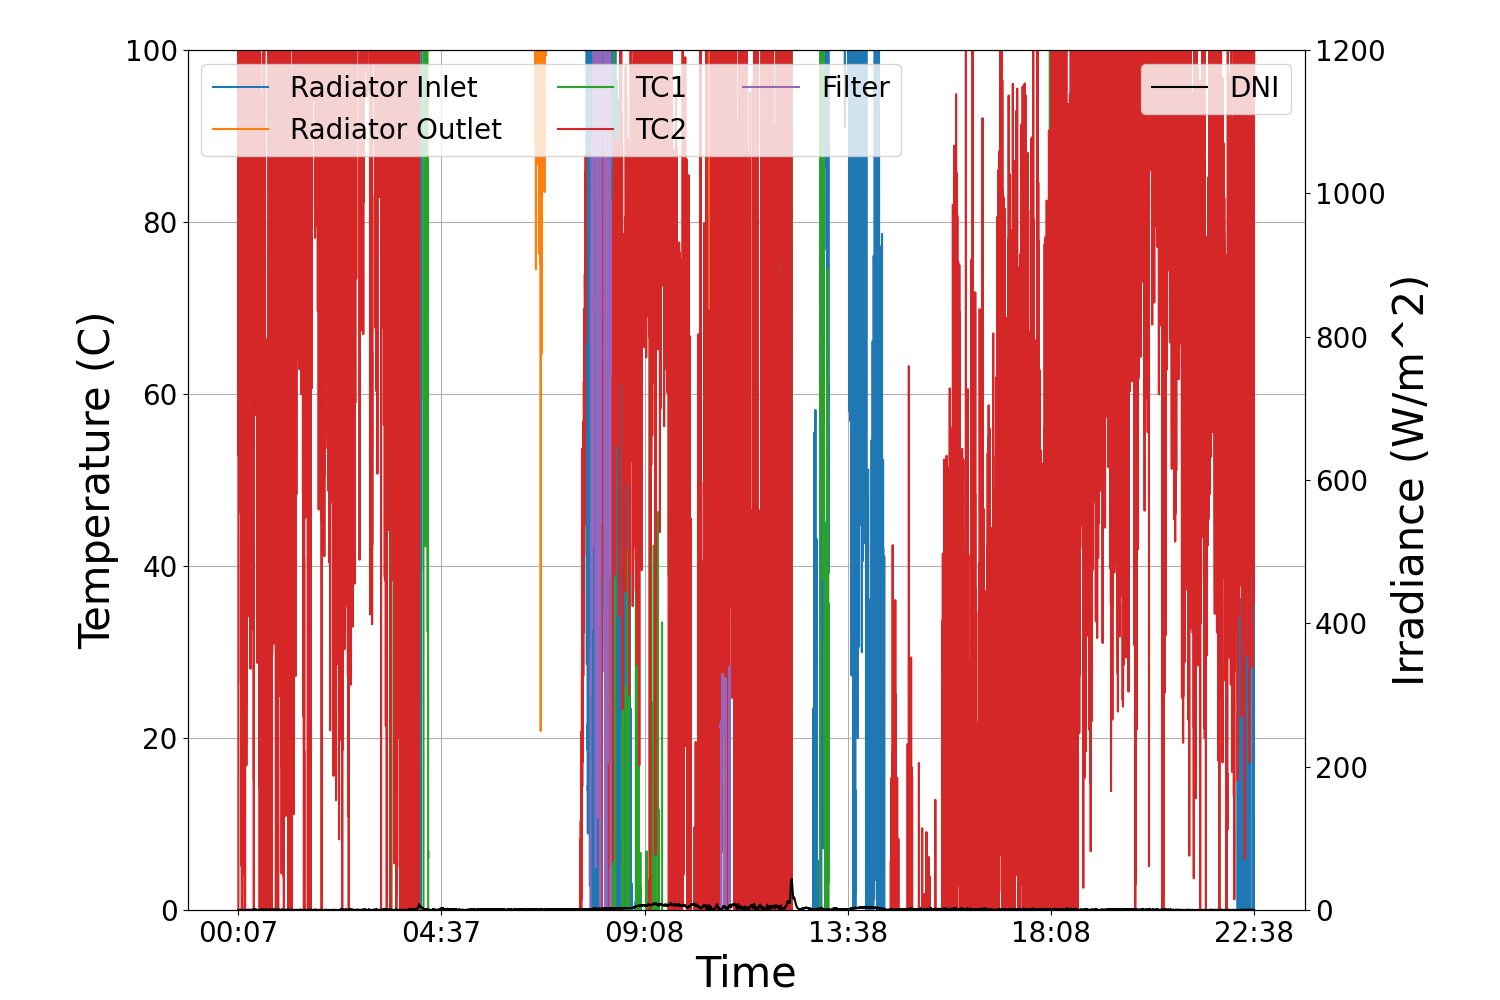 100
80
60
40
20
0
Temperature (C)
Radiator Inlet
Radiator Outlet
TC1
TC2
Filter
DNI
1200
1000
800
600
400
200
0
Irradiance (W/m^2)
00:07 04:37 09:08 13:38 18:08 22:38
Time